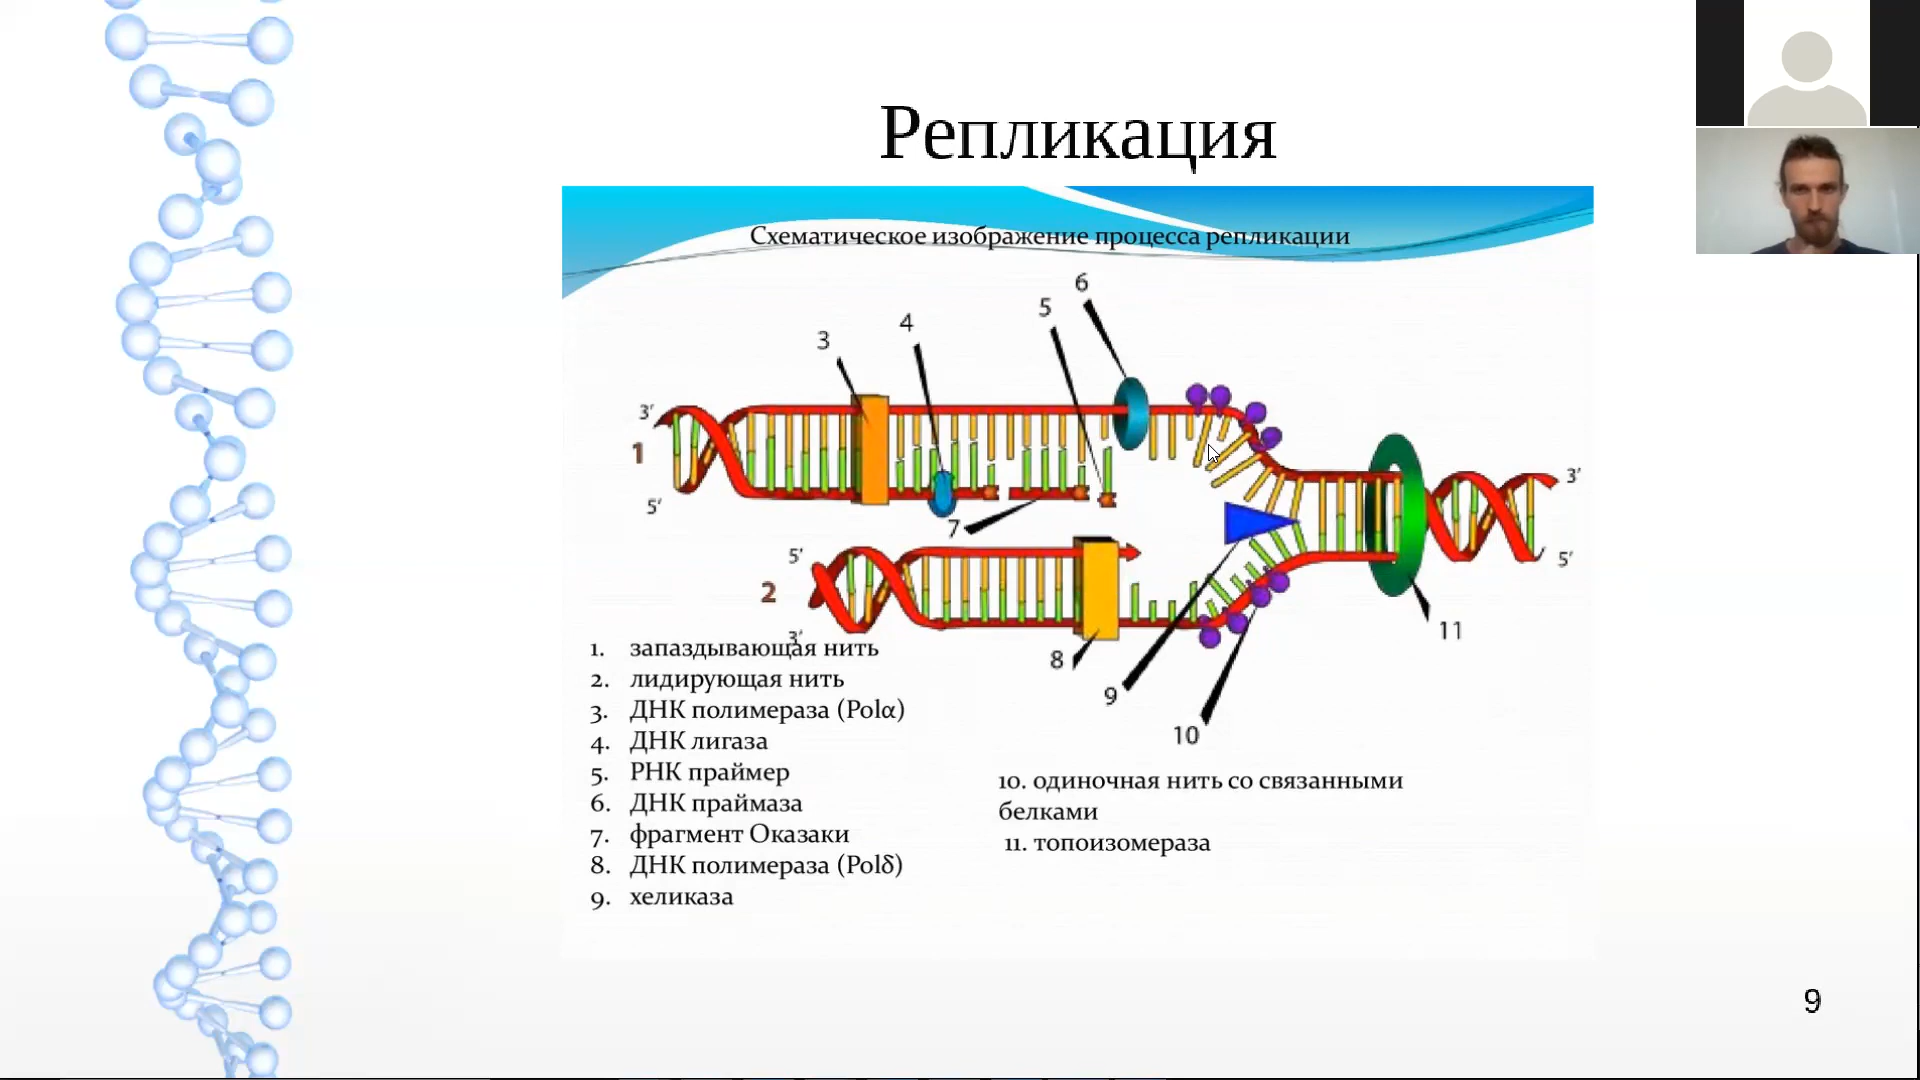 Репликация
Схематическое изображение процесса репликации
6
5
4
3
3′
1
5′
7
3′
5′
5′
2
3′
8
9
10
11
1. запаздывающая нить
2. лидирующая нить
3. ДНК полимераза (Polα)
4. ДНК лигаза
5. РНК праймер
6. ДНК праймаза
7. фрагмент Оказаки
8. ДНК полимераза (Polδ)
9. хеликаза
10. одиночная нить со связанными
белками
11. топоизомераза
9